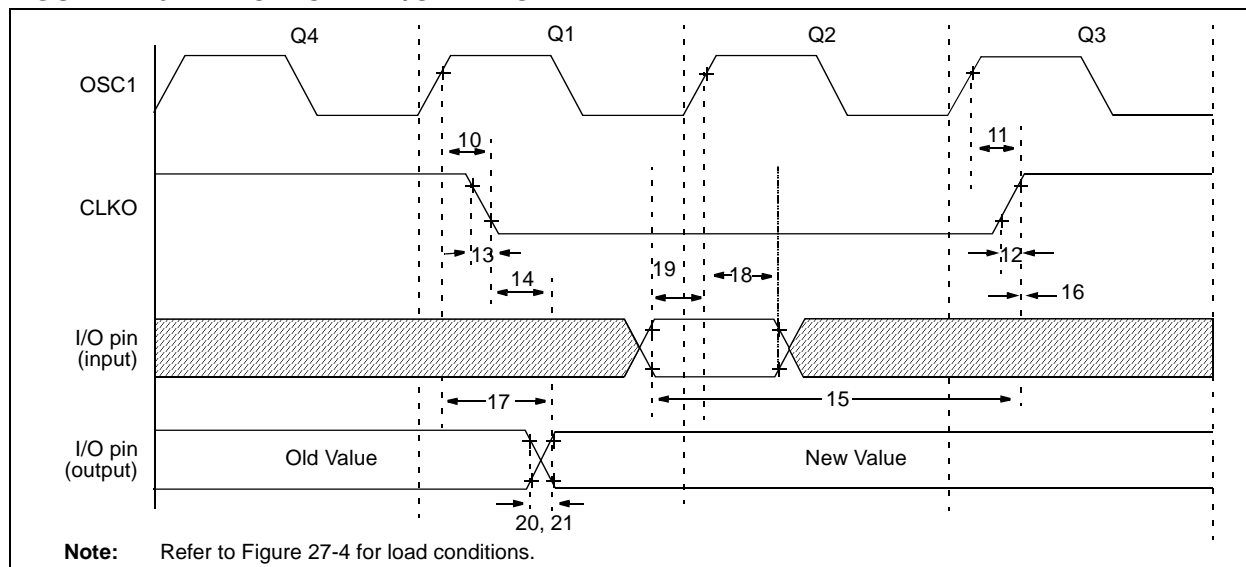 Q4 Q1 Q2 Q3
OSC1
10 11
CLKO
13 19 18 12
14 16
I/O pin
(input)
17 15
I/O pin
(output)
Old Value New Value
20, 21
Note: Refer to Figure 27-4 for load conditions.